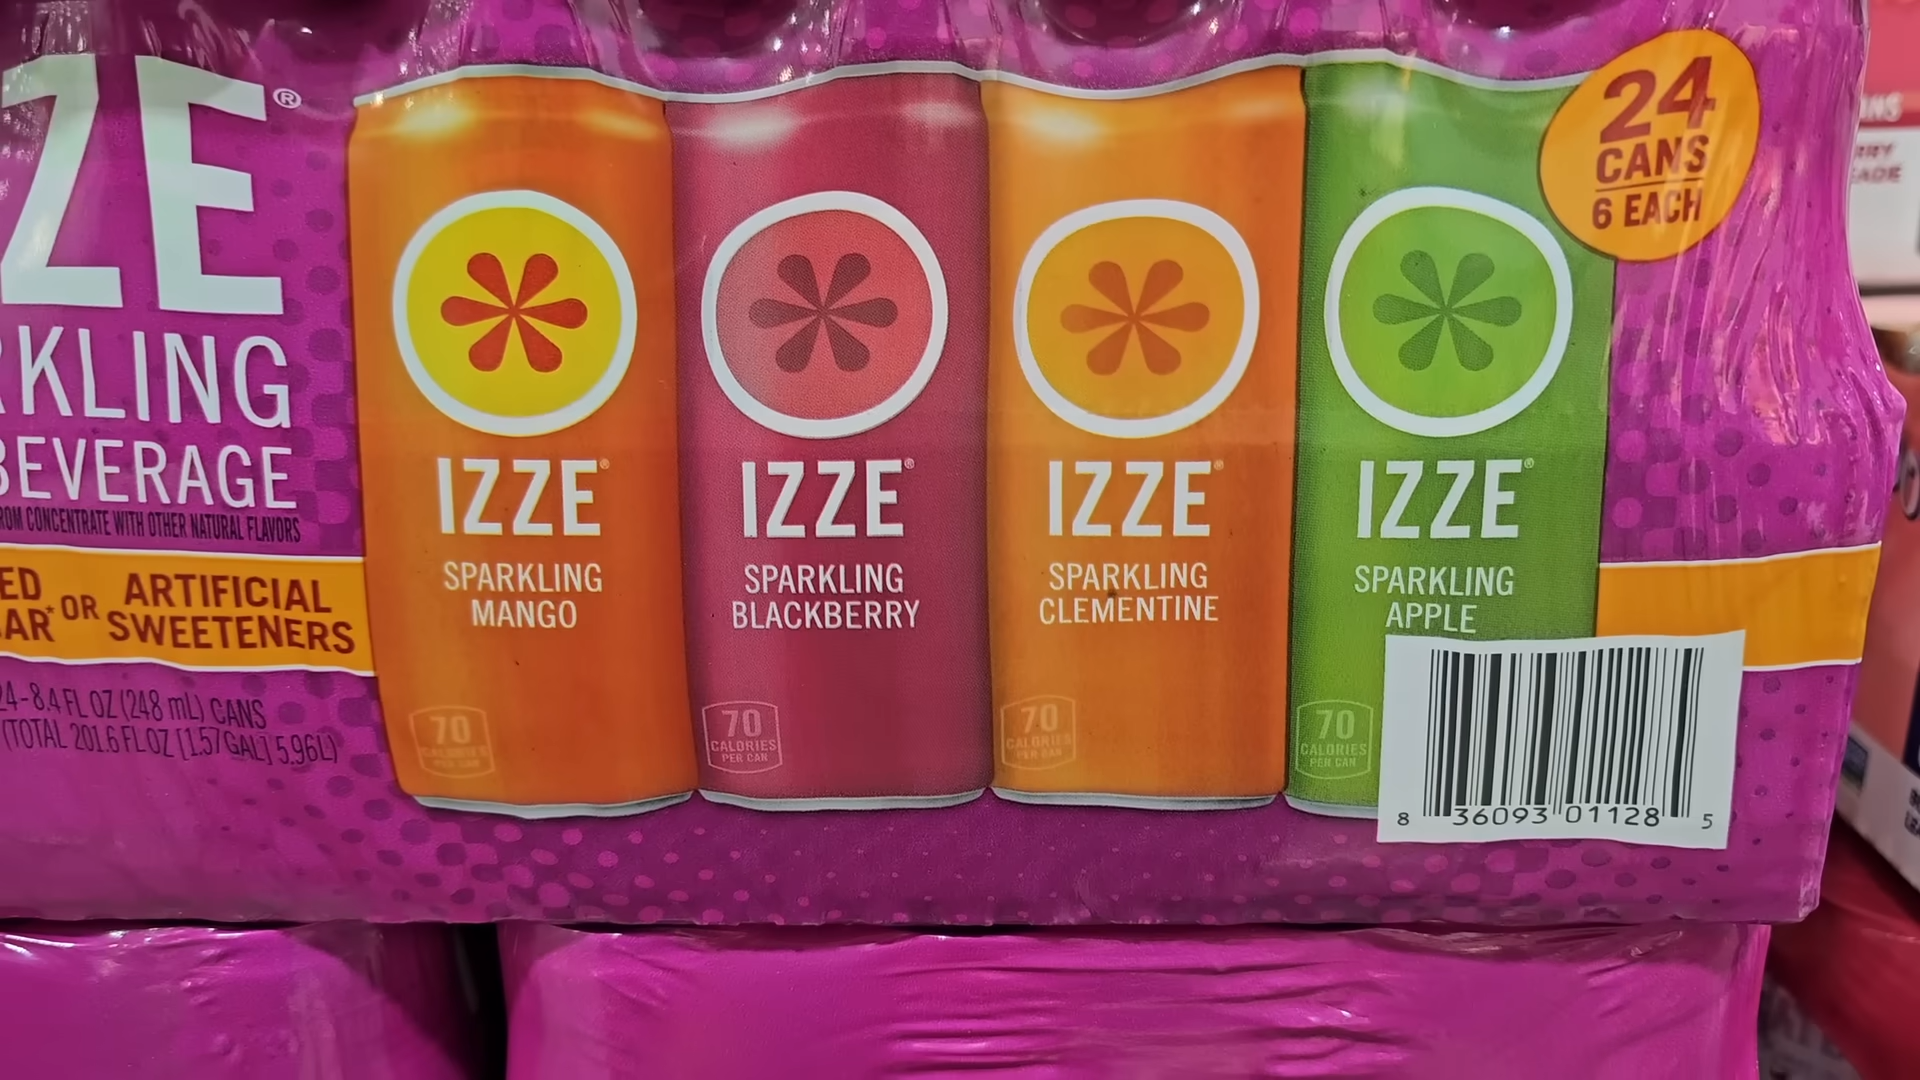 ZE®
KLING
BEVERAGE
ROM CONCENTRATE WITH OTHER NATURAL FLAVORS
ED
AR* OR ARTIFICIAL
SWEETENERS
24-8.4 FL OZ (248 mL) CANS
(TOTAL 201.6 FL OZ [1.57 GAL] 5.96L)
IZZE®
SPARKLING
MANGO
70
CALORIES
PER CAN
IZZE®
SPARKLING
BLACKBERRY
70
CALORIES
PER CAN
IZZE®
SPARKLING
CLEMENTINE
70
CALORIES
PER CAN
IZZE®
SPARKLING
APPLE
70
CALORIES
PER CAN
24
CANS
6 EACH
8 36093 01128 5